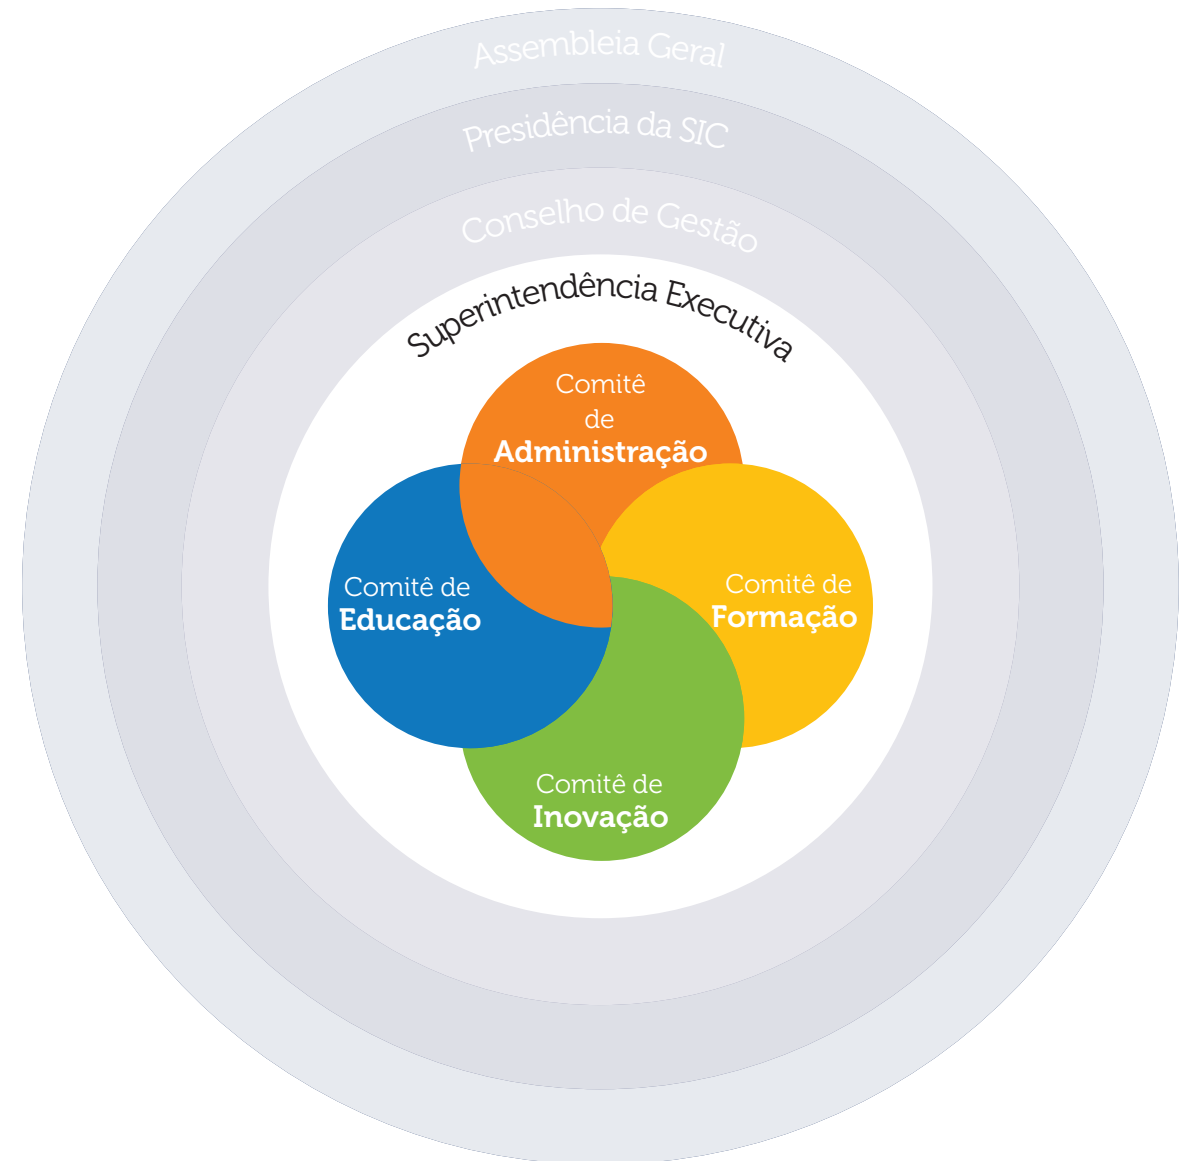 Assembleia Geral
Presidência da SIC
Conselho de Gestão
Superintendência Executiva
Comitê
de
Administração
Comitê de
Educação
Comitê de
Formação
Comitê de
Inovação